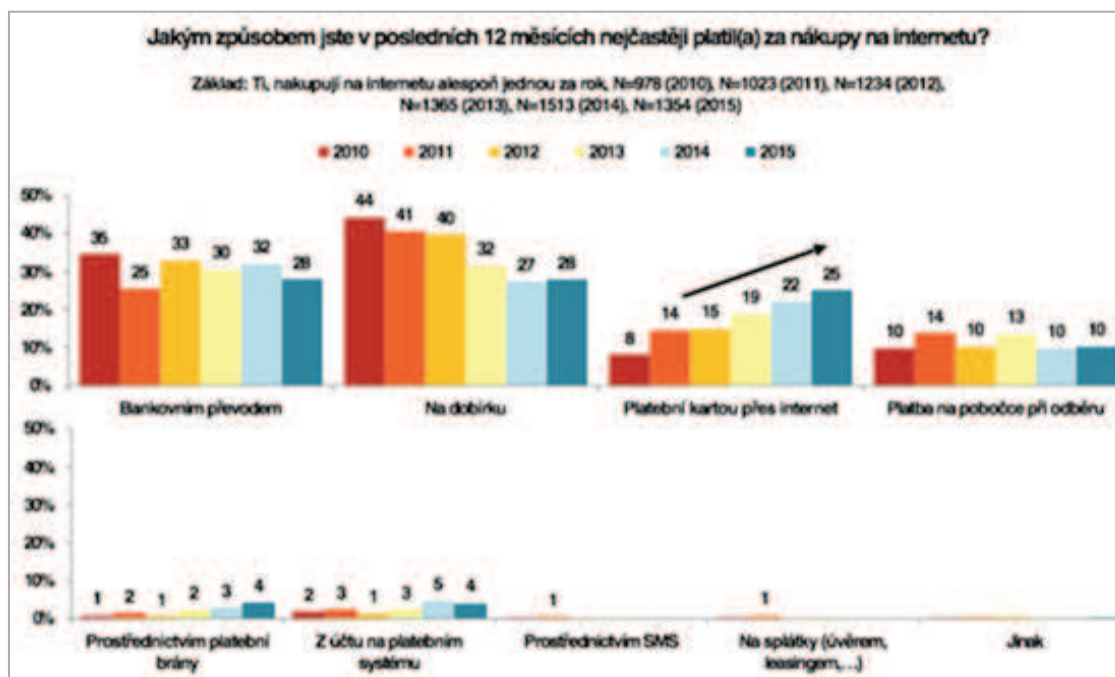 Jakým způsobem jste v posledních 12 měsících nejčastěji platil(a) za nákupy na internetu?
Základ: Ti, nakupují na internetu alespoň jednou za rok, N=978 (2010), N=1023 (2011), N=1234 (2012),
N=1365 (2013), N=1513 (2014), N=1354 (2015)
2010 2011 2012 2013 2014 2015
50%
40%
30%
20%
10%
0%
35 25 33 30 32 28
44 41 40 32 27 28
8 14 15 19 22 25
10 14 10 13 10 10
Bankovním převodem Na dobírku Platební kartou přes internet Platba na pobočce při odběru
50%
40%
30%
20%
10%
0%
1 2 1 2 3 4
2 3 1 3 5 4
1
1
Prostřednictvím platební brány
Z účtu na platebním systému
Prostřednictvím SMS
Na splátky (úvěrem, leasingem,…)
Jinak